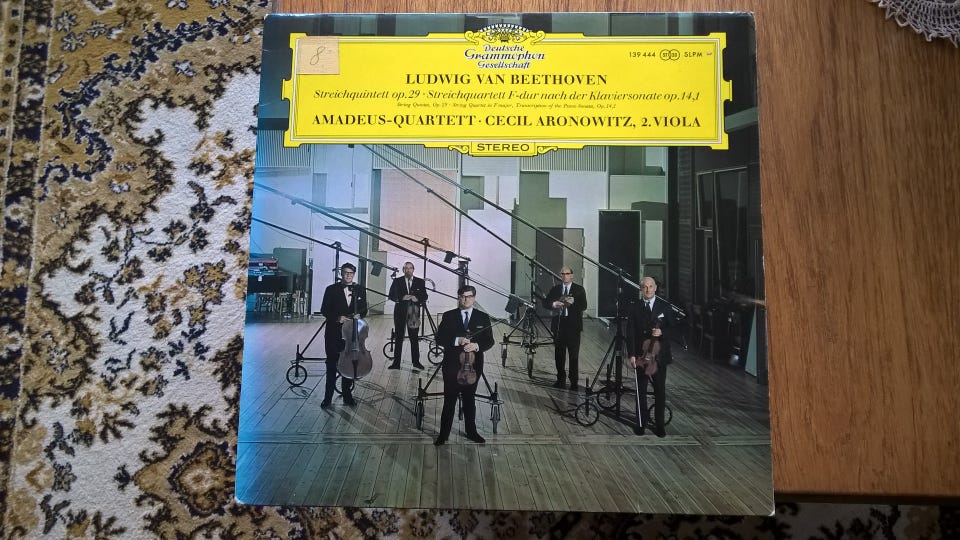 8.-
Deutsche
Grammophon
Gesellschaft
139 444 STEREO SLPM
LUDWIG VAN BEETHOVEN
Streichquintett op. 29 · Streichquartett F-dur nach der Klaviersonate op. 14,1
String Quintet, Op. 29 · String Quartet in F major, Transcription of the Piano Sonata, Op. 14,1
AMADEUS-QUARTETT · CECIL ARONOWITZ, 2. VIOLA
STEREO